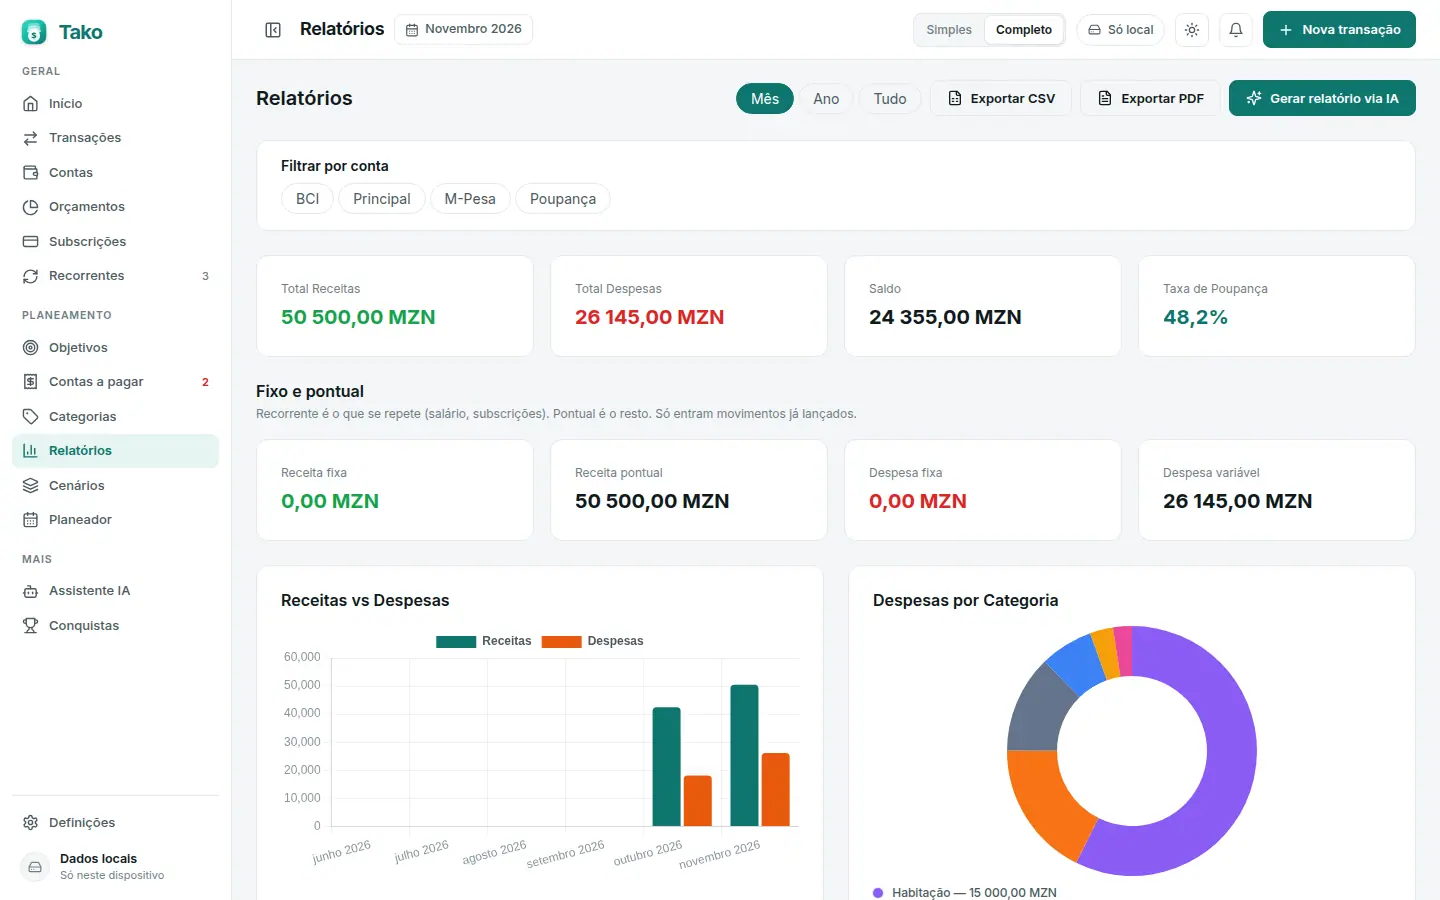 Tako
GERAL
Início
Transações
Contas
Orçamentos
Subscrições
Recorrentes 3
PLANEAMENTO
Objetivos
Contas a pagar 2
Categorias
Relatórios
Cenários
Planeador
MAIS
Assistente IA
Conquistas
Definições
Dados locais
Só neste dispositivo
Relatórios Novembro 2026 Simples Completo Só local Nova transação
Relatórios Mês Ano Tudo Exportar CSV Exportar PDF Gerar relatório via IA
Filtrar por conta
BCI Principal M-Pesa Poupança
Total Receitas
50 500,00 MZN
Total Despesas
26 145,00 MZN
Saldo
24 355,00 MZN
Taxa de Poupança
48,2%
Fixo e pontual
Recorrente é o que se repete (salário, subscrições). Pontual é o resto. Só entram movimentos já lançados.
Receita fixa
0,00 MZN
Receita pontual
50 500,00 MZN
Despesa fixa
0,00 MZN
Despesa variável
26 145,00 MZN
Receitas vs Despesas
Receitas Despesas
60,000
50,000
40,000
30,000
20,000
10,000
0
junho 2026 julho 2026 agosto 2026 setembro 2026 outubro 2026 novembro 2026
Despesas por Categoria
Habitação — 15 000,00 MZN